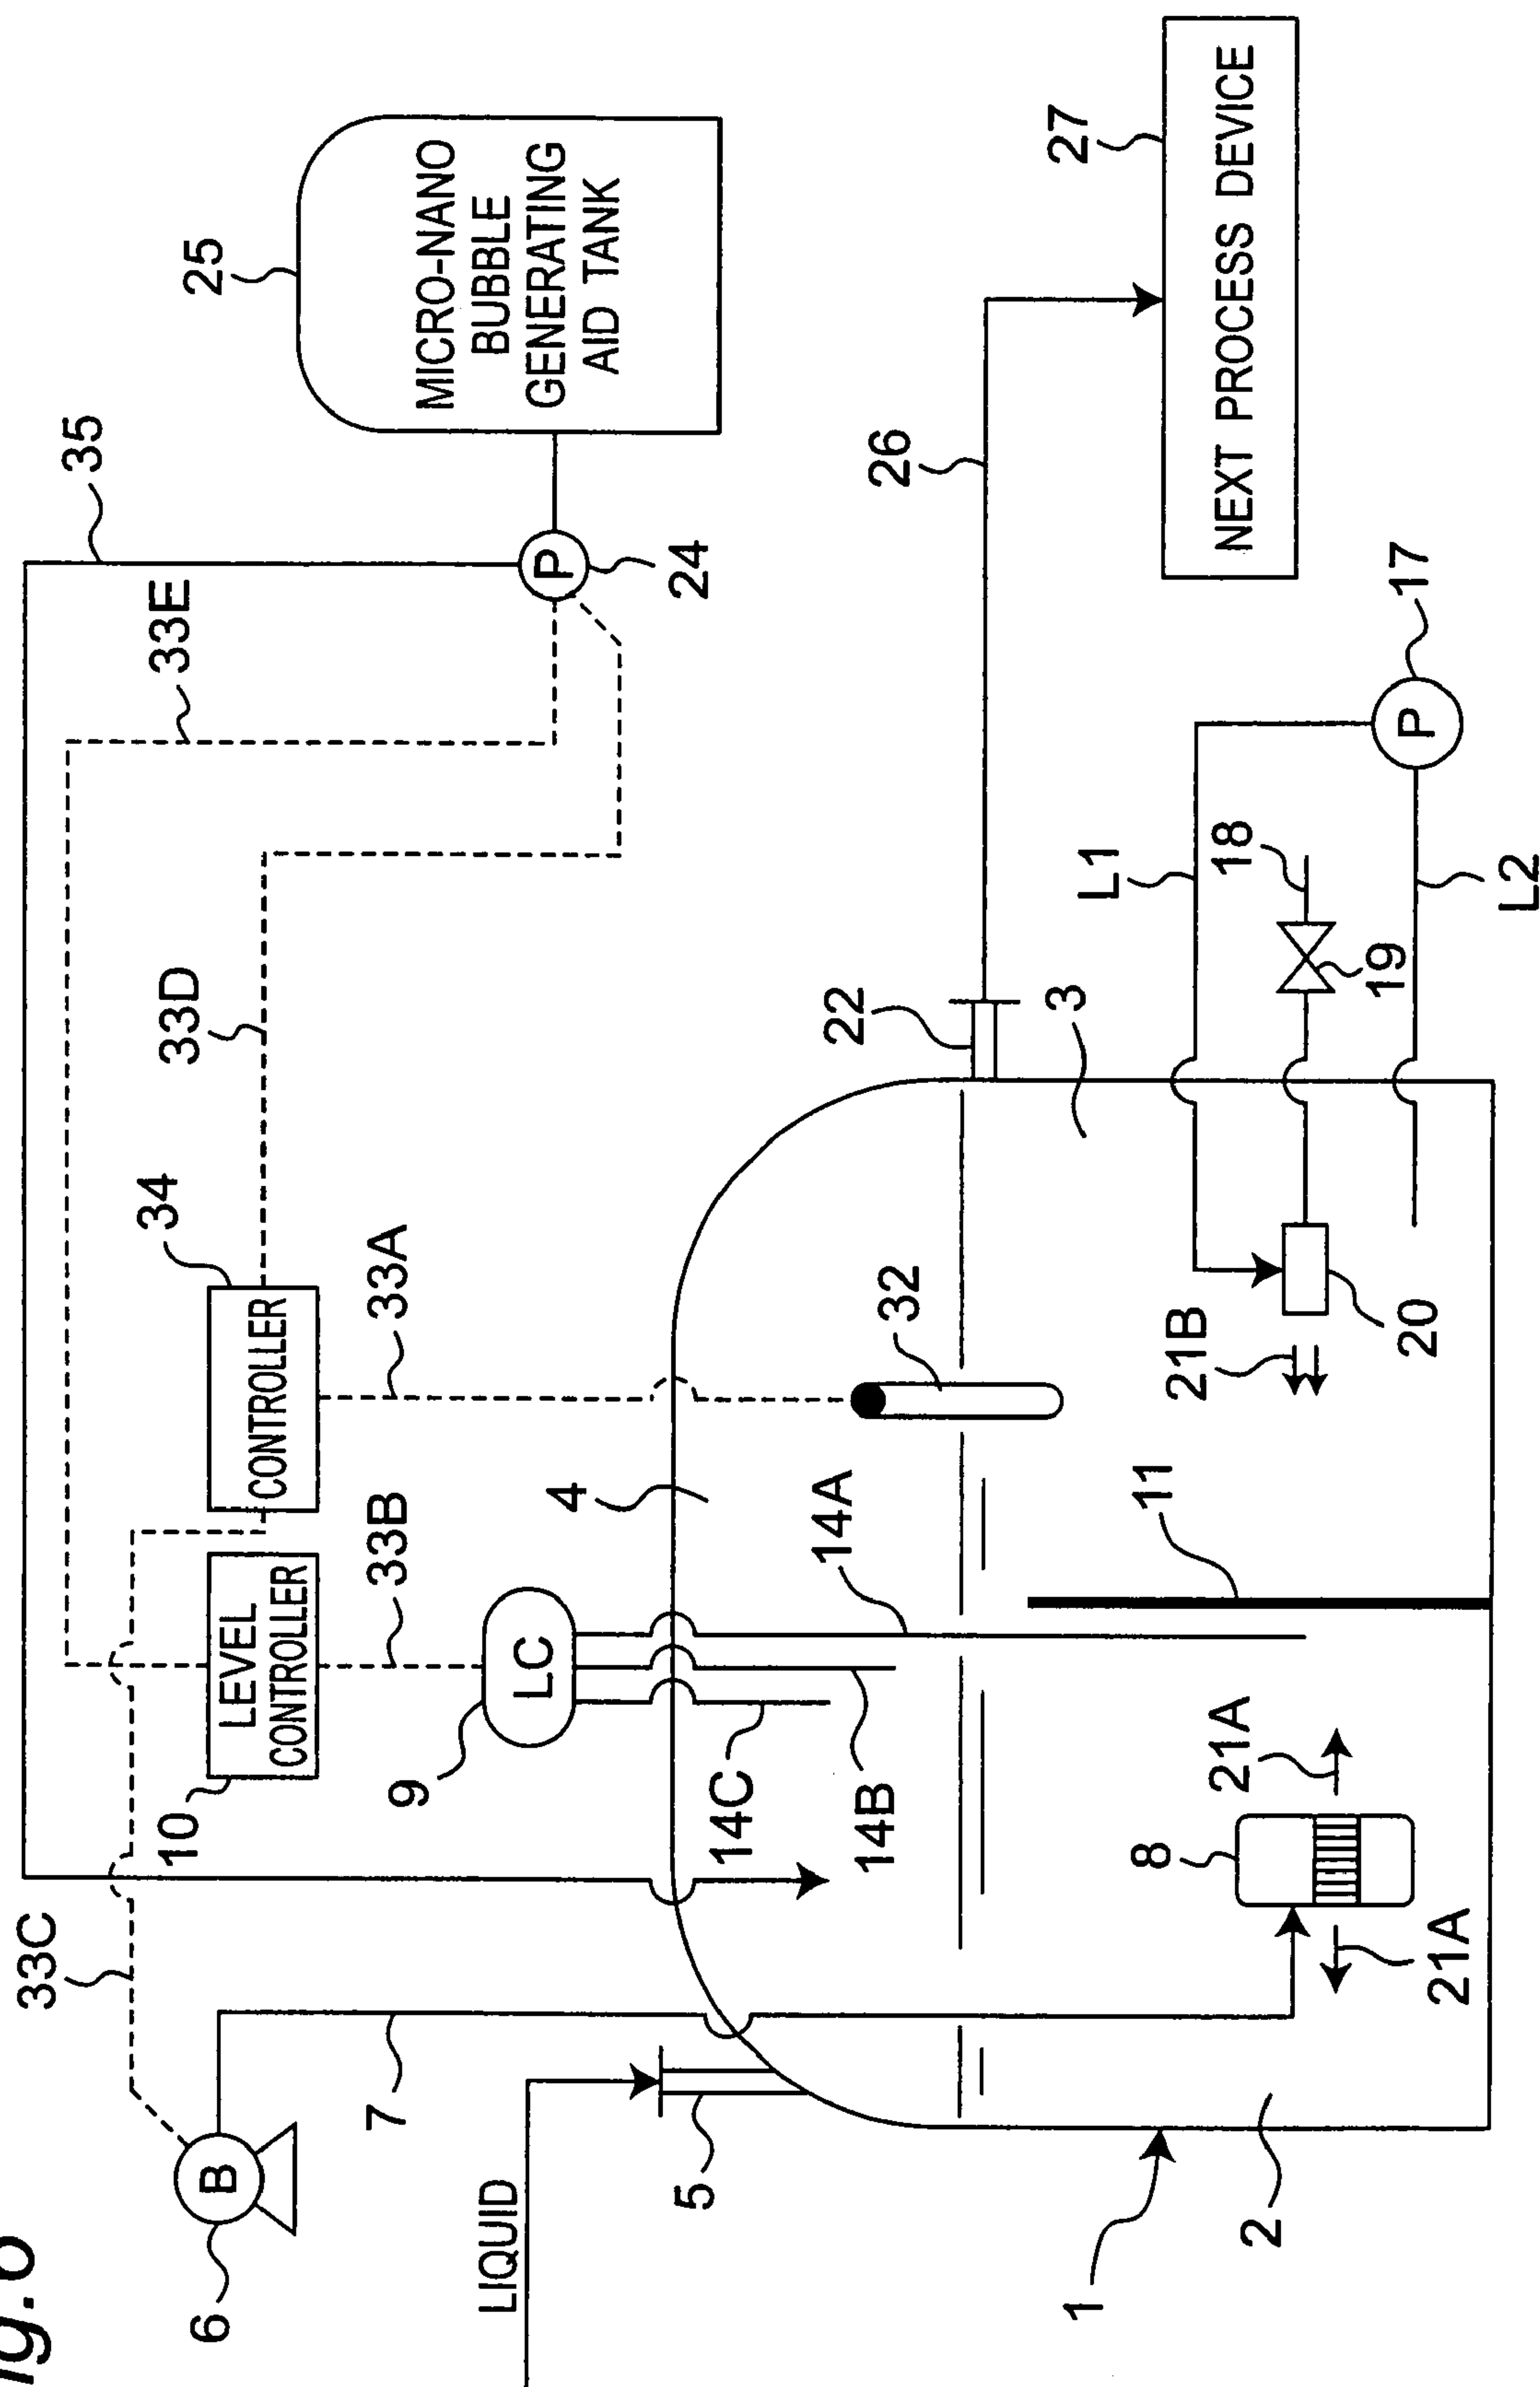 ig.6
33C
35
33E
25
MICRO-NANO
BUBBLE
GENERATING
AID TANK
33D
34
CONTROLLER
10
LEVEL
CONTROLLER
33A
33B
24
P
6
B
7
9
LC
4
LIQUID
5
14C
14B
14A
32
22
26
27
NEXT PROCESS DEVICE
3
L1
18
19
17
P
L2
21B
20
11
21A
8
21A
1
2